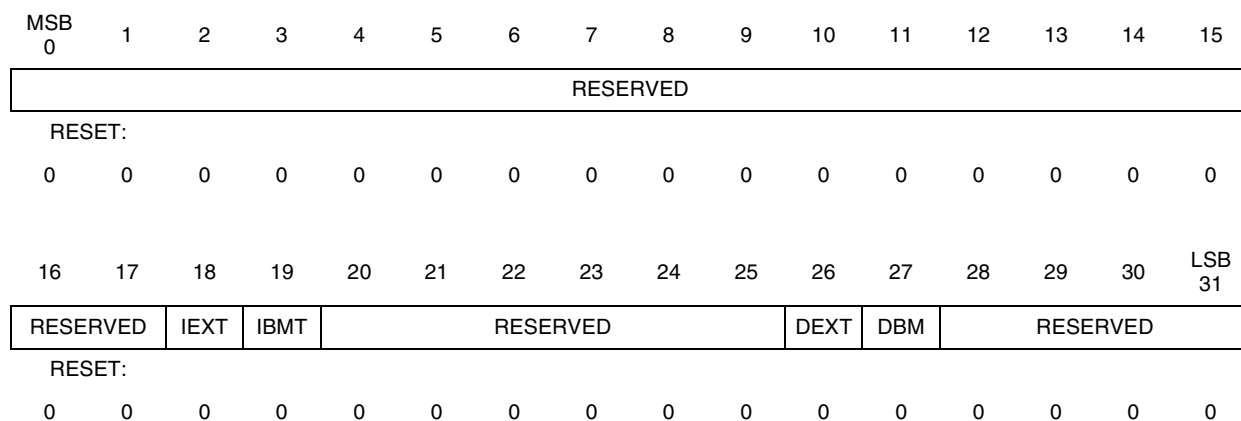 MSB
0 1 2 3 4 5 6 7 8 9 10 11 12 13 14 15
RESERVED
RESET:
0 0 0 0 0 0 0 0 0 0 0 0 0 0 0 0
16 17 18 19 20 21 22 23 24 25 26 27 28 29 30 LSB
31
RESERVED IEXT IBMT RESERVED DEXT DBM RESERVED
RESET:
0 0 0 0 0 0 0 0 0 0 0 0 0 0 0 0